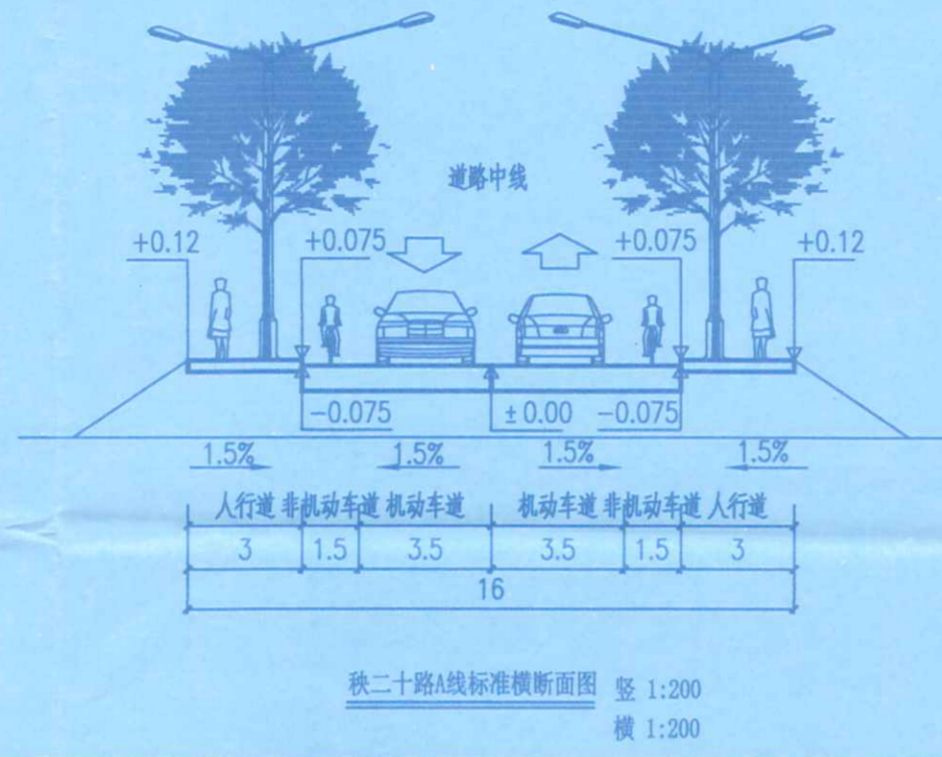 道路中线
+0.12 +0.075 +0.075 +0.12
-0.075 ±0.00 -0.075
1.5% 1.5% 1.5% 1.5%
人行道 非机动车道 机动车道 机动车道 非机动车道 人行道
3 1.5 3.5 3.5 1.5 3
16
秧二十路A线标准横断面图 竖 1:200
横 1:200